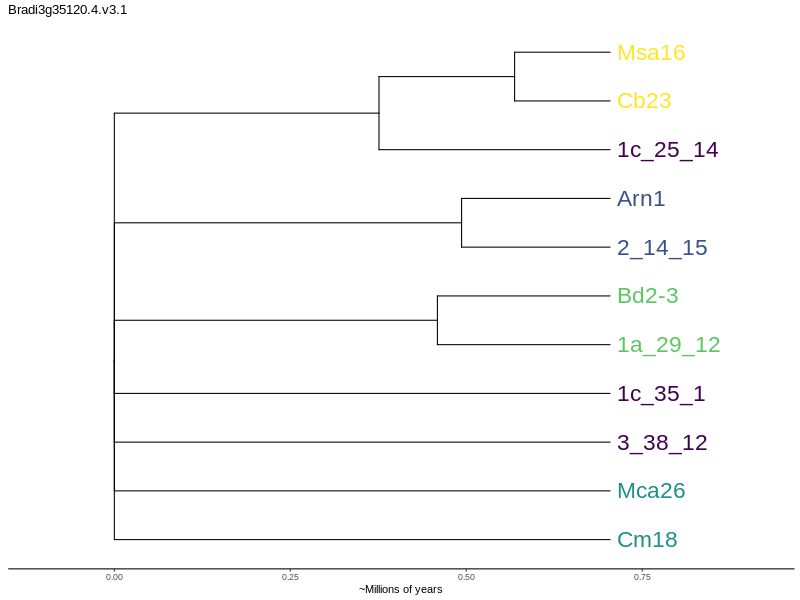 Bradi3g35120.4.v3.1
Msa16
Cb23
1c_25_14
Arn1
2_14_15
Bd2-3
1a_29_12
1c_35_1
3_38_12
Mca26
Cm18
0.00 0.25 0.50 0.75
~Millions of years